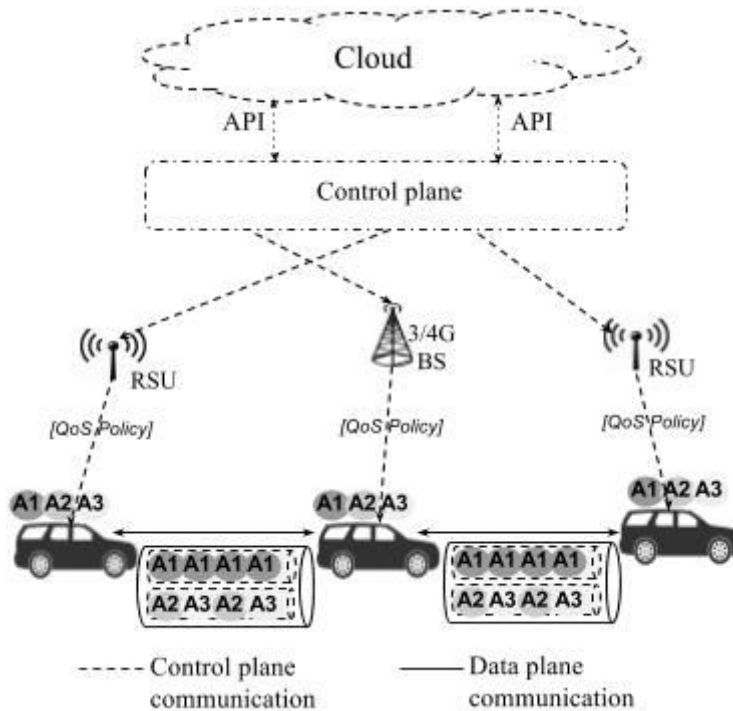 Cloud
API API
Control plane
3/4G
BS
RSU
RSU
[QoS Policy] [QoS Policy] [QoS Policy]
A1 A2 A3
A1 A2 A3
A1 A2 A3
A1 A1 A1 A1
A2 A3 A2 A3
A1 A1 A1 A1
A2 A3 A2 A3
Control plane
communication
Data plane
communication